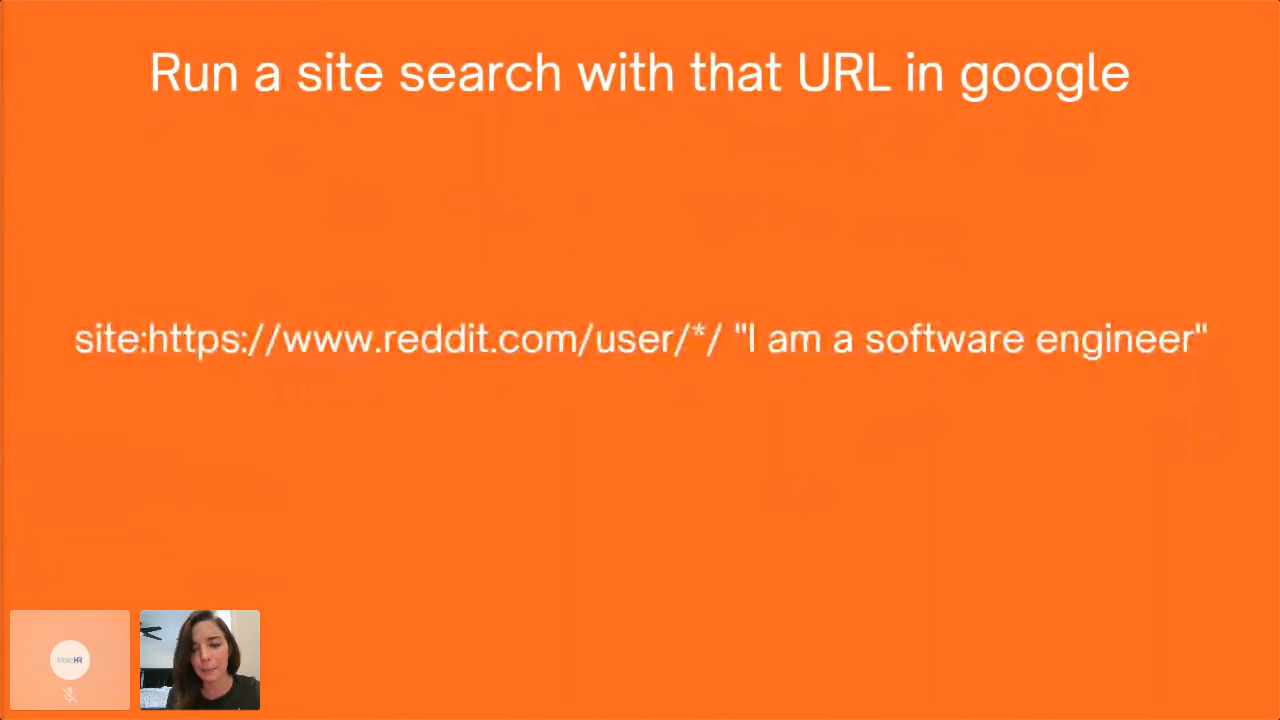 Run a site search with that URL in google
site:https://www.reddit.com/user/*/ "I am a software engineer"